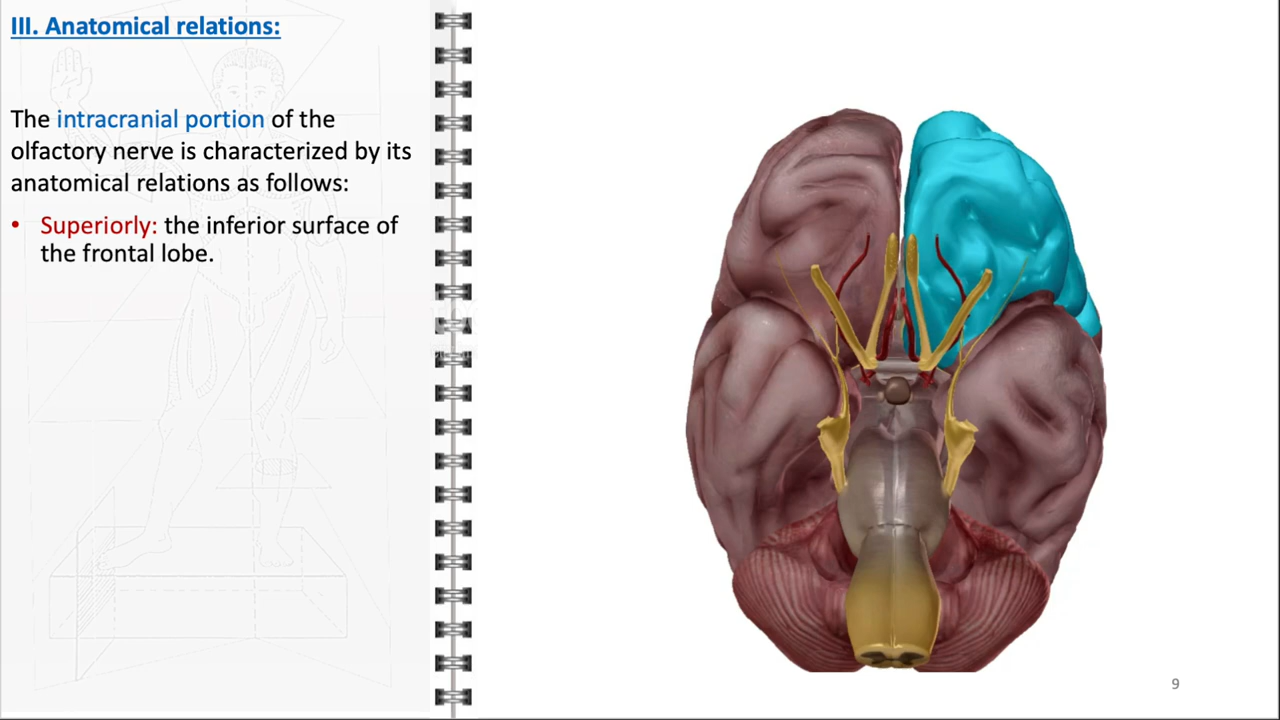 III. Anatomical relations:
The intracranial portion of the
olfactory nerve is characterized by its
anatomical relations as follows:
• Superiorly: the inferior surface of
the frontal lobe.
9